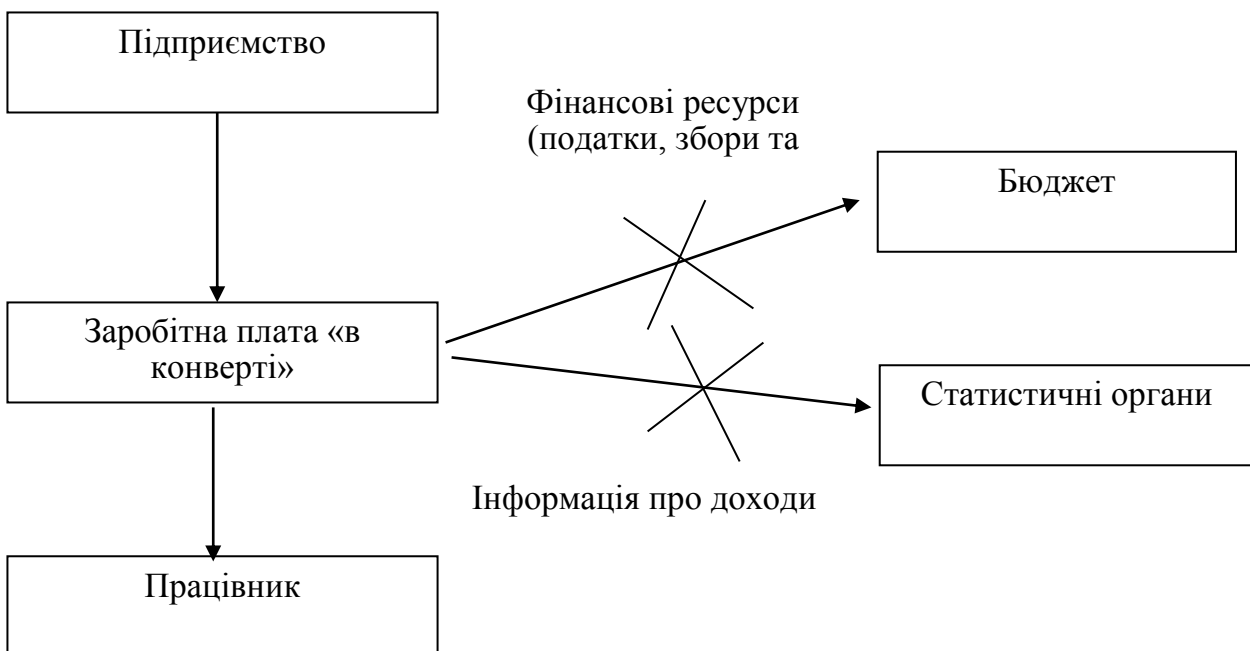 Підприємство
Фінансові ресурси
(податки, збори та
Бюджет
Заробітна плата «в
конверті»
Статистичні органи
Інформація про доходи
Працівник